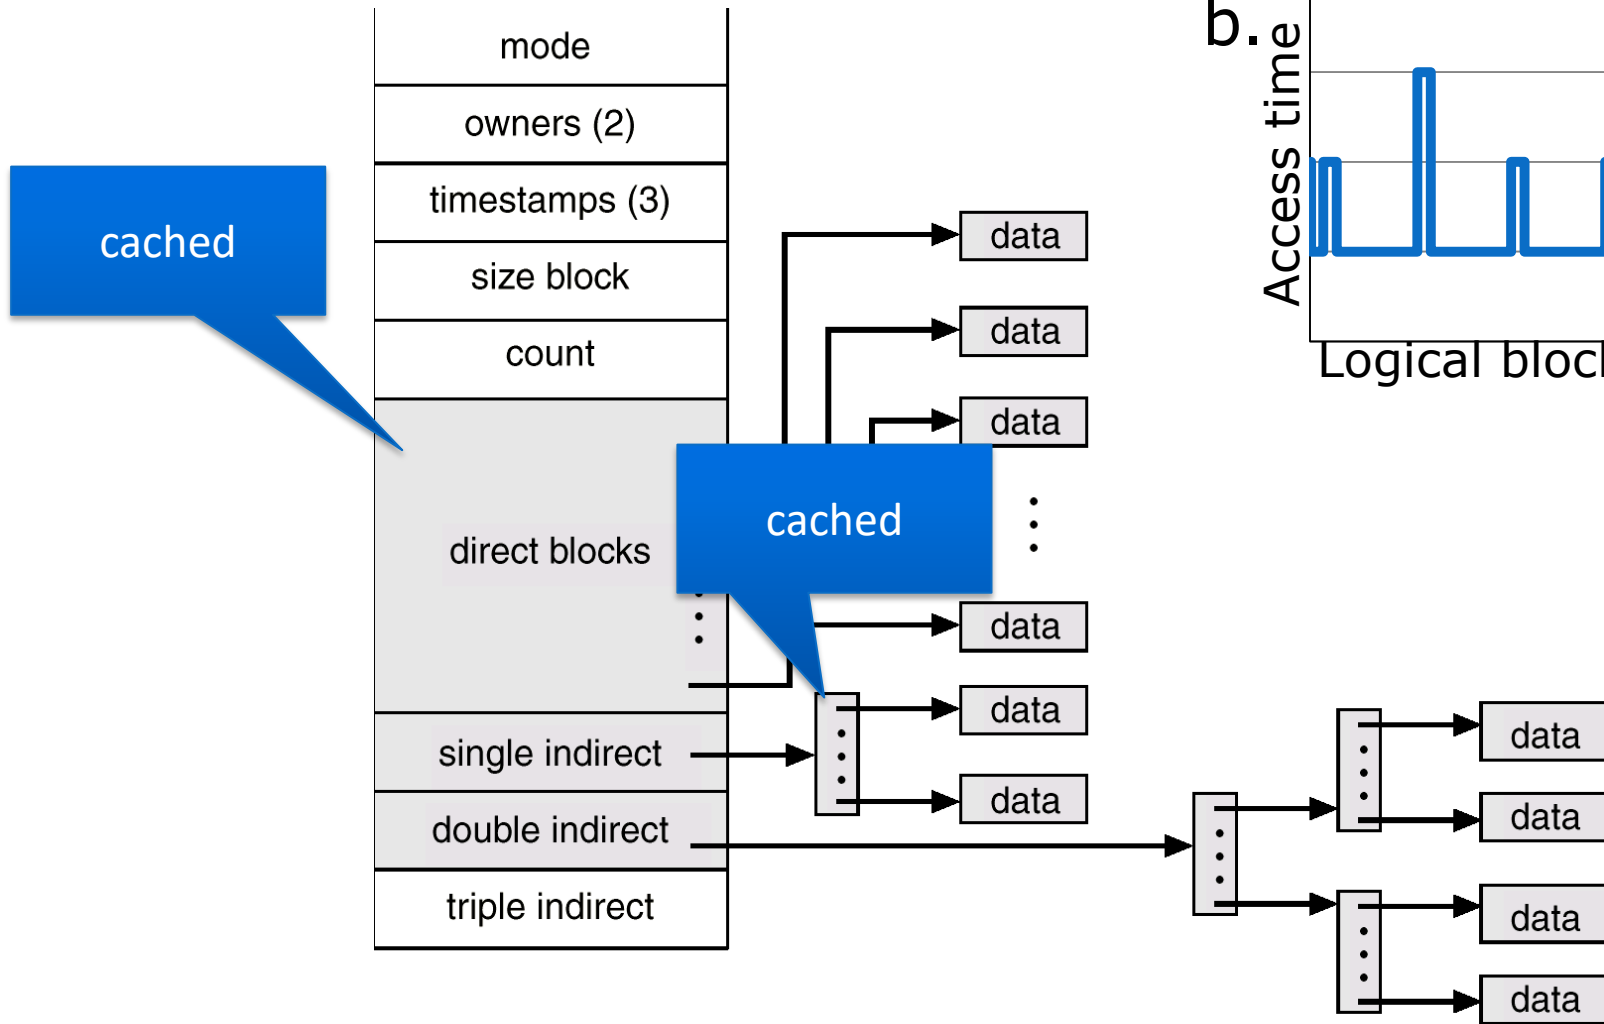 mode
owners (2)
timestamps (3)
size block
count
direct blocks
single indirect
double indirect
triple indirect
cached
cached
data
data
data
data
data
data
data
data
data
data
b.
Access time
Logical block